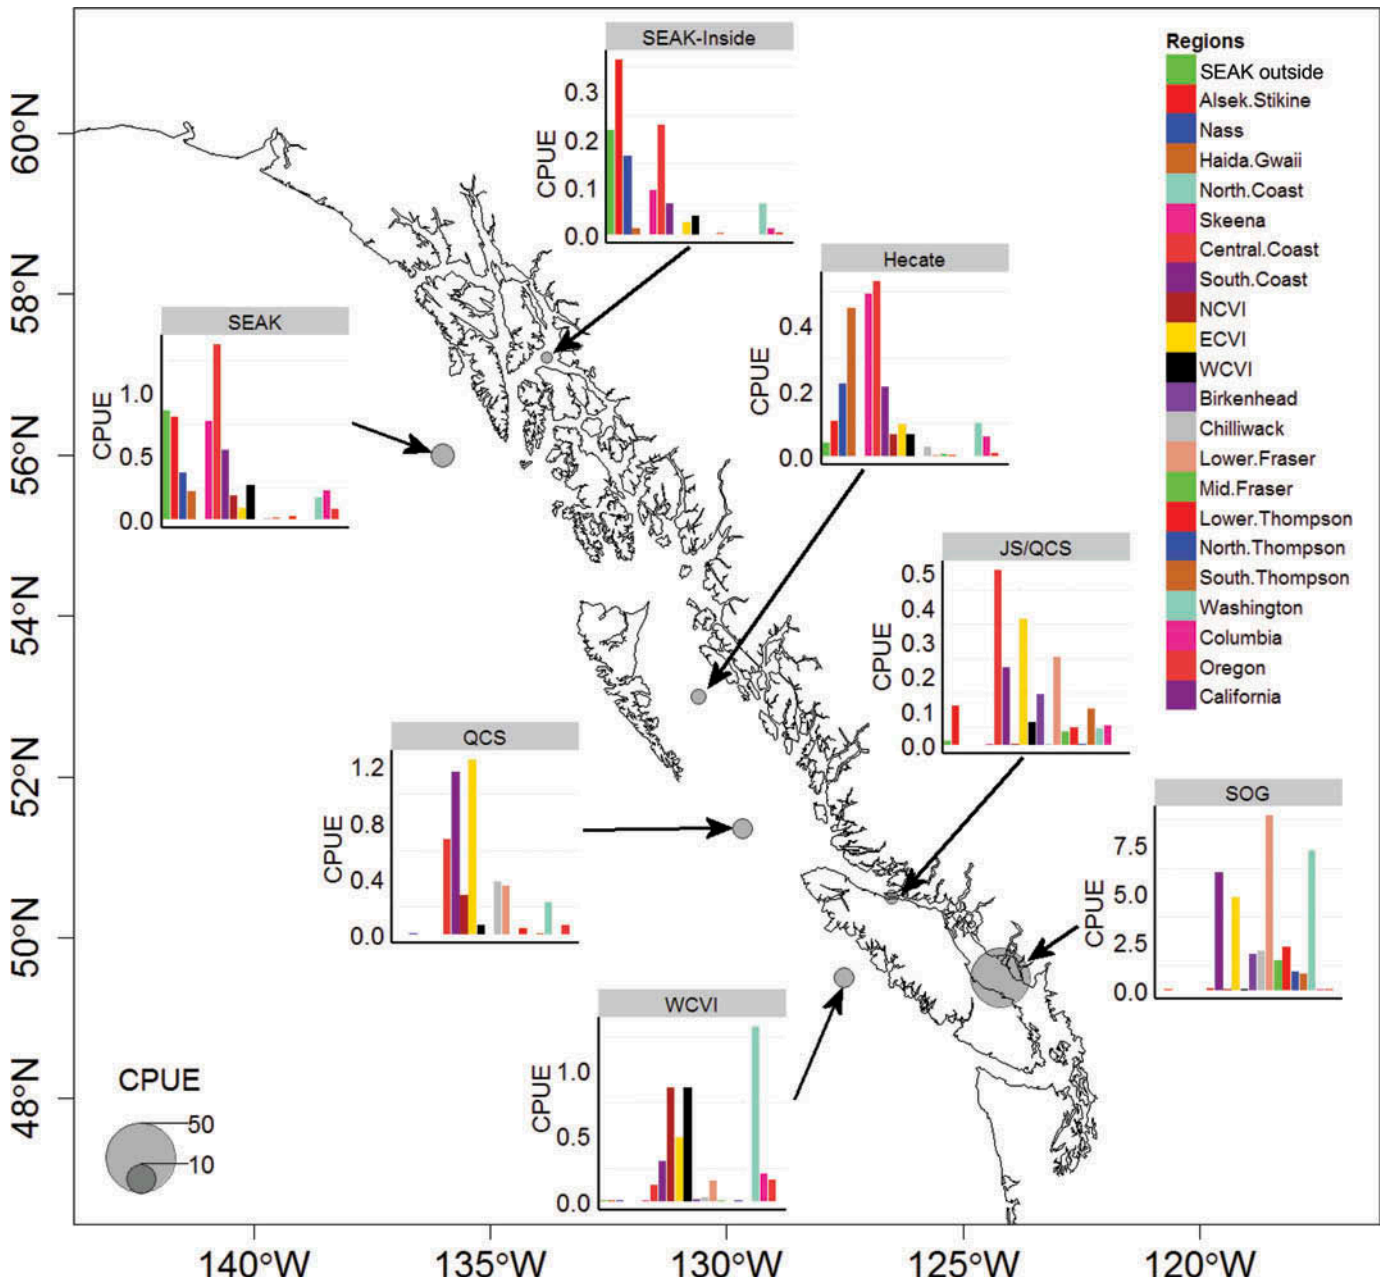 SEAK-Inside
CPUE
0.3
0.2
0.1
0.0
Regions
SEAK outside
Alsek.Stikine
Nass
Haida.Gwaii
North.Coast
Skeena
Central.Coast
South.Coast
NCVI
ECVI
WCVI
Birkenhead
Chilliwack
Lower.Fraser
Mid.Fraser
Lower.Thompson
North.Thompson
South.Thompson
Washington
Columbia
Oregon
California
Hecate
CPUE
0.4
0.2
0.0
SEAK
CPUE
1.0
0.5
0.0
JS/QCS
CPUE
0.5
0.4
0.3
0.2
0.1
0.0
QCS
CPUE
1.2
0.8
0.4
0.0
SOG
CPUE
7.5
5.0
2.5
0.0
WCVI
CPUE
1.0
0.5
0.0
CPUE
50
10
60°N
58°N
56°N
54°N
52°N
50°N
48°N
140°W 135°W 130°W 125°W 120°W